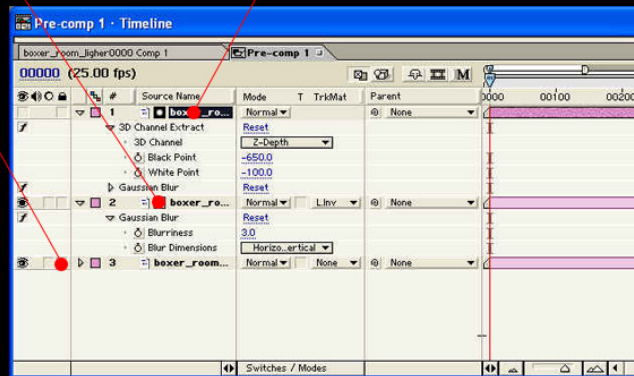 Pre-comp 1 · Timeline
boxer_room_ligher0000 Comp 1 Pre-comp 1
00000 (25.00 fps) M
# Source Name Mode T TrkMat Parent 0000 00100 00200
1 boxer_ro... Normal None
3D Channel Extract Reset
3D Channel Z-Depth
Black Point -650.0
White Point -100.0
Gaussian Blur Reset
2 boxer_ro... Normal L.Inv None
Gaussian Blur Reset
Blurriness 3.0
Blur Dimensions Horizo...ertical
3 boxer_room... Normal None None
Switches / Modes